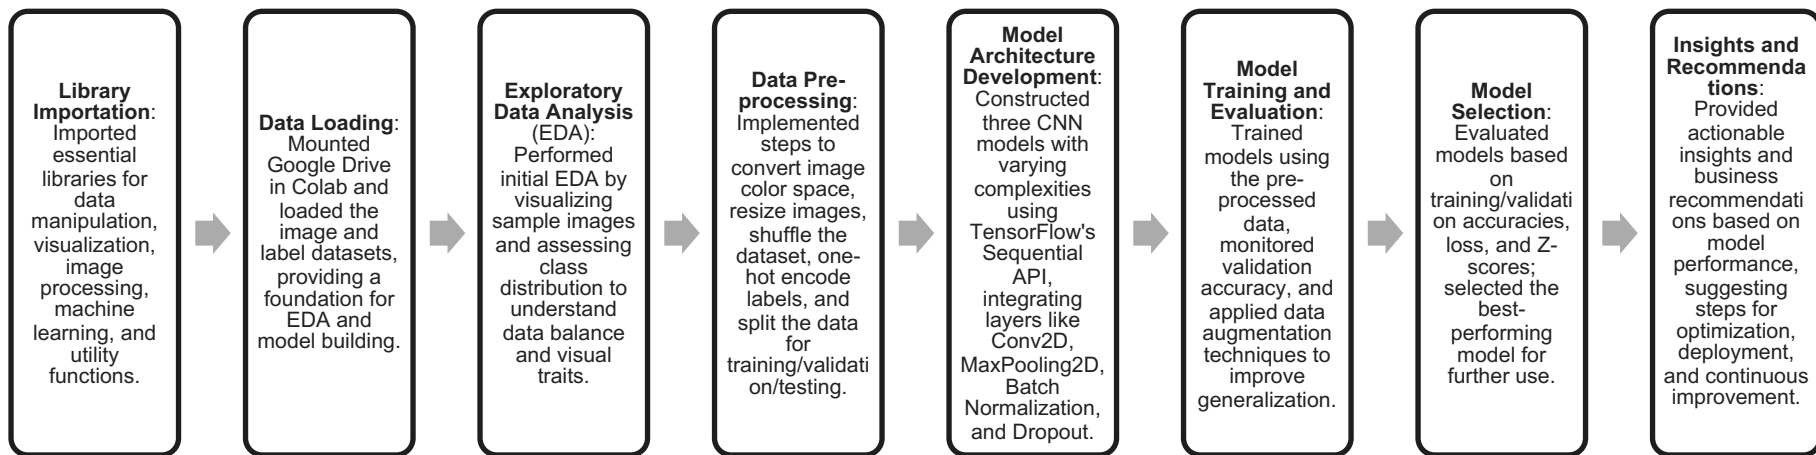 Library
Importation:
Imported
essential
libraries for
data
manipulation,
visualization,
image
processing,
machine
learning, and
utility
functions.
Data Loading:
Mounted
Google Drive
in Colab and
loaded the
image and
label datasets,
providing a
foundation for
EDA and
model building.
Exploratory
Data Analysis
(EDA):
Performed
initial EDA by
visualizing
sample images
and assessing
class
distribution to
understand
data balance
and visual
traits.
Data Pre-
processing:
Implemented
steps to
convert image
color space,
resize images,
shuffle the
dataset, one-
hot encode
labels, and
split the data
for
training/validati
on/testing.
Model
Architecture
Development:
Constructed
three CNN
models with
varying
complexities
using
TensorFlow's
Sequential
API,
integrating
layers like
Conv2D,
MaxPooling2D,
Batch
Normalization,
and Dropout.
Model
Training and
Evaluation:
Trained
models using
the pre-
processed
data,
monitored
validation
accuracy, and
applied data
augmentation
techniques to
improve
generalization.
Model
Selection:
Evaluated
models based
on
training/validati
on accuracies,
loss, and Z-
scores;
selected the
best-
performing
model for
further use.
Insights and
Recommenda
tions:
Provided
actionable
insights and
business
recommendati
ons based on
model
performance,
suggesting
steps for
optimization,
deployment,
and continuous
improvement.